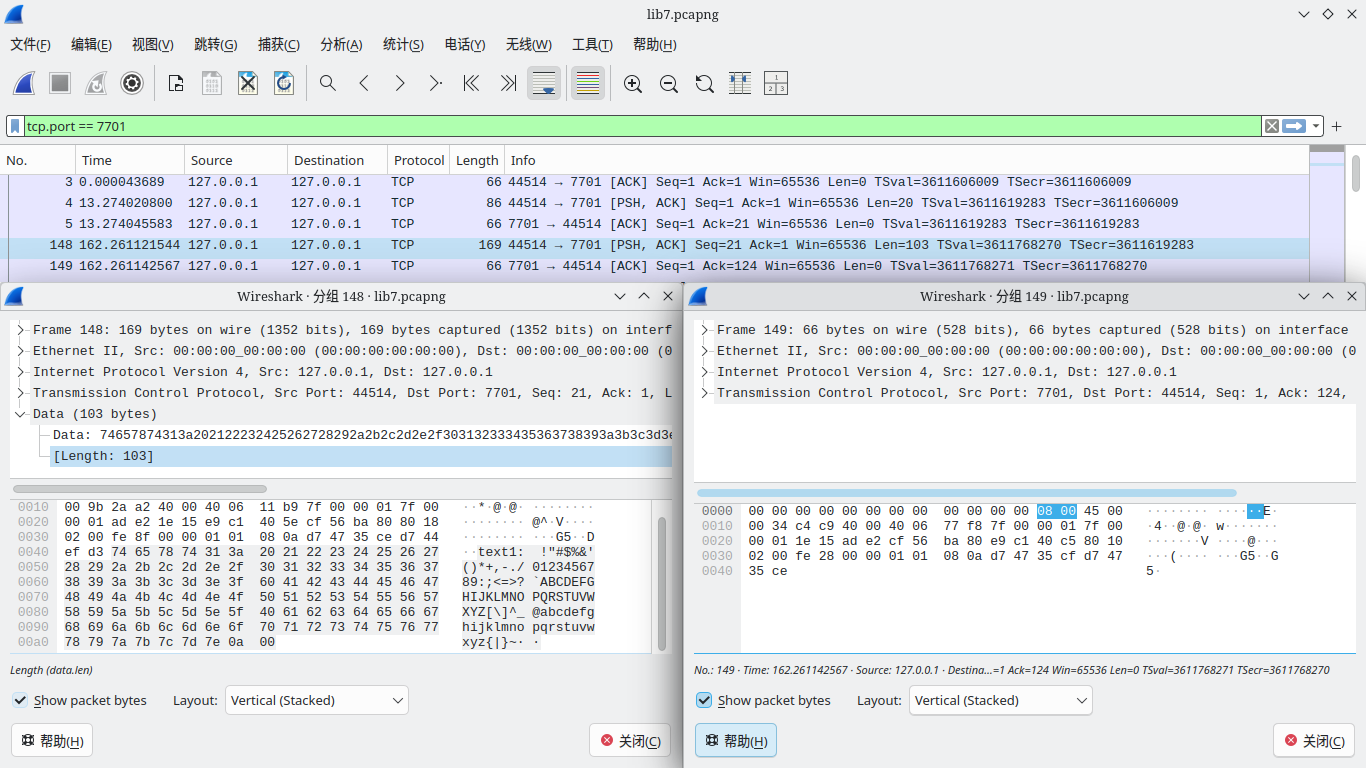 lib7.pcapng
文件(F) 编辑(E) 视图(V) 跳转(G) 捕获(C) 分析(A) 统计(S) 电话(Y) 无线(W) 工具(T) 帮助(H)
tcp.port == 7701
No. Time Source Destination Protocol Length Info
3 0.000043689 127.0.0.1 127.0.0.1 TCP 66 44514 → 7701 [ACK] Seq=1 Ack=1 Win=65536 Len=0 TSval=3611606009 TSecr=3611606009
4 13.274020800 127.0.0.1 127.0.0.1 TCP 86 44514 → 7701 [PSH, ACK] Seq=1 Ack=1 Win=65536 Len=20 TSval=3611619283 TSecr=3611606009
5 13.274045583 127.0.0.1 127.0.0.1 TCP 66 7701 → 44514 [ACK] Seq=1 Ack=21 Win=65536 Len=0 TSval=3611619283 TSecr=3611619283
148 162.261121544 127.0.0.1 127.0.0.1 TCP 169 44514 → 7701 [PSH, ACK] Seq=21 Ack=1 Win=65536 Len=103 TSval=3611768270 TSecr=3611619283
149 162.261142567 127.0.0.1 127.0.0.1 TCP 66 7701 → 44514 [ACK] Seq=1 Ack=124 Win=65536 Len=0 TSval=3611768271 TSecr=3611768270
Wireshark · 分组 148 · lib7.pcapng
Frame 148: 169 bytes on wire (1352 bits), 169 bytes captured (1352 bits) on interf
Ethernet II, Src: 00:00:00_00:00:00 (00:00:00:00:00:00), Dst: 00:00:00_00:00:00 (0
Internet Protocol Version 4, Src: 127.0.0.1, Dst: 127.0.0.1
Transmission Control Protocol, Src Port: 44514, Dst Port: 7701, Seq: 21, Ack: 1, L
Data (103 bytes)
Data: 74657874313a202122232425262728292a2b2c2d2e2f303132333435363738393a3b3c3d3e
[Length: 103]
0010 00 9b 2a a2 40 00 40 06 11 b9 7f 00 00 01 7f 00 ··*·@·@· ········
0020 00 01 ad e2 1e 15 e9 c1 40 5e cf 56 ba 80 80 18 ········ @^·V····
0030 02 00 fe 8f 00 00 01 01 08 0a d7 47 35 ce d7 44 ········ ···G5··D
0040 ef d3 74 65 78 74 31 3a 20 21 22 23 24 25 26 27 ··text1: !"#$%&'
0050 28 29 2a 2b 2c 2d 2e 2f 30 31 32 33 34 35 36 37 ()*+,-./ 01234567
0060 38 39 3a 3b 3c 3d 3e 3f 60 41 42 43 44 45 46 47 89:;<=>? `ABCDEFG
0070 48 49 4a 4b 4c 4d 4e 4f 50 51 52 53 54 55 56 57 HIJKLMNO PQRSTUVW
0080 58 59 5a 5b 5c 5d 5e 5f 40 61 62 63 64 65 66 67 XYZ[\]^_ @abcdefg
0090 68 69 6a 6b 6c 6d 6e 6f 70 71 72 73 74 75 76 77 hijklmno pqrstuvw
00a0 78 79 7a 7b 7c 7d 7e 0a 00 xyz{|}~· ·
Length (data.len)
Show packet bytes Layout: Vertical (Stacked)
帮助(H) 关闭(C)
Wireshark · 分组 149 · lib7.pcapng
Frame 149: 66 bytes on wire (528 bits), 66 bytes captured (528 bits) on interface
Ethernet II, Src: 00:00:00_00:00:00 (00:00:00:00:00:00), Dst: 00:00:00_00:00:00 (0
Internet Protocol Version 4, Src: 127.0.0.1, Dst: 127.0.0.1
Transmission Control Protocol, Src Port: 7701, Dst Port: 44514, Seq: 1, Ack: 124,
0000 00 00 00 00 00 00 00 00 00 00 00 00 08 00 45 00 ········ ······E·
0010 00 34 c4 c9 40 00 40 06 77 f8 7f 00 00 01 7f 00 ·4··@·@· w·······
0020 00 01 1e 15 ad e2 cf 56 ba 80 e9 c1 40 c5 80 10 ·······V ····@···
0030 02 00 fe 28 00 00 01 01 08 0a d7 47 35 cf d7 47 ···(···· ···G5··G
0040 35 ce 5·
No.: 149 · Time: 162.261142567 · Source: 127.0.0.1 · Destina...=1 Ack=124 Win=65536 Len=0 TSval=3611768271 TSecr=3611768270
Show packet bytes Layout: Vertical (Stacked)
帮助(H) 关闭(C)